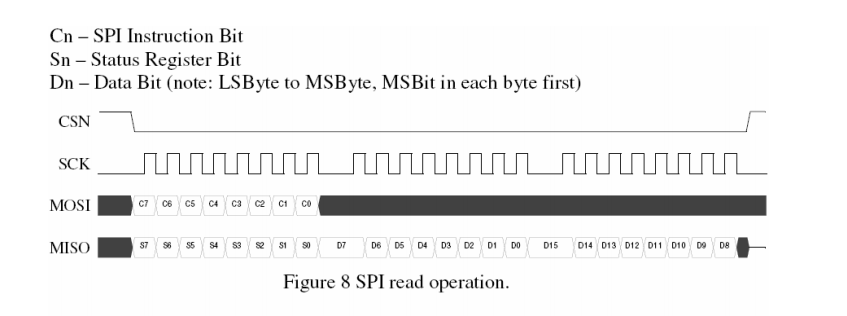 Cn – SPI Instruction Bit
Sn – Status Register Bit
Dn – Data Bit (note: LSByte to MSByte, MSBit in each byte first)
CSN
SCK
MOSI C7 C6 C5 C4 C3 C2 C1 C0
MISO S7 S6 S5 S4 S3 S2 S1 S0 D7 D6 D5 D4 D3 D2 D1 D0 D15 D14 D13 D12 D11 D10 D9 D8
Figure 8 SPI read operation.